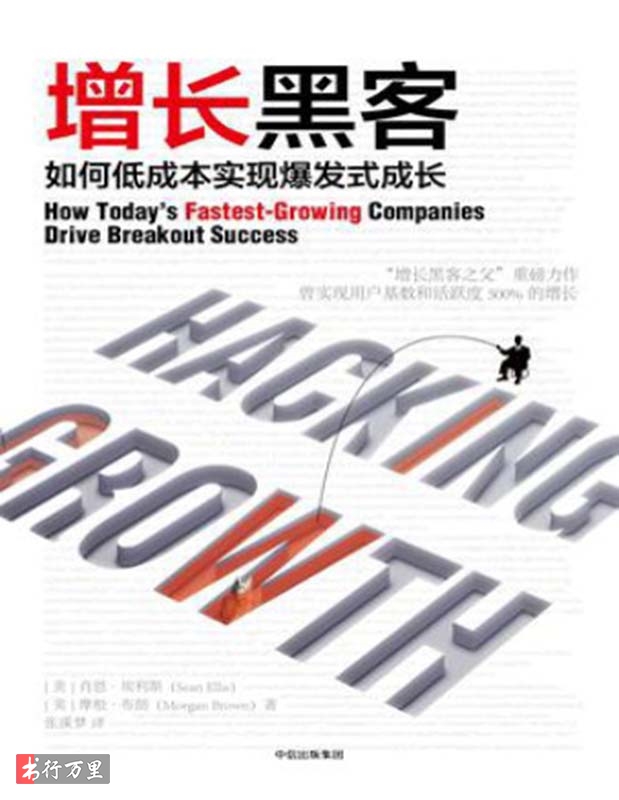 增长黑客
如何低成本实现爆发式成长
How Today's Fastest-Growing Companies
Drive Breakout Success
“增长黑客之父”重磅力作
曾实现用户基数和活跃度 500% 的增长
HACKING
GROWTH
[美] 肖恩·埃利斯 (Sean Ellis)
[美] 摩根·布朗 (Morgan Brown) 著
张溪梦 译
中信出版集团
书行万里